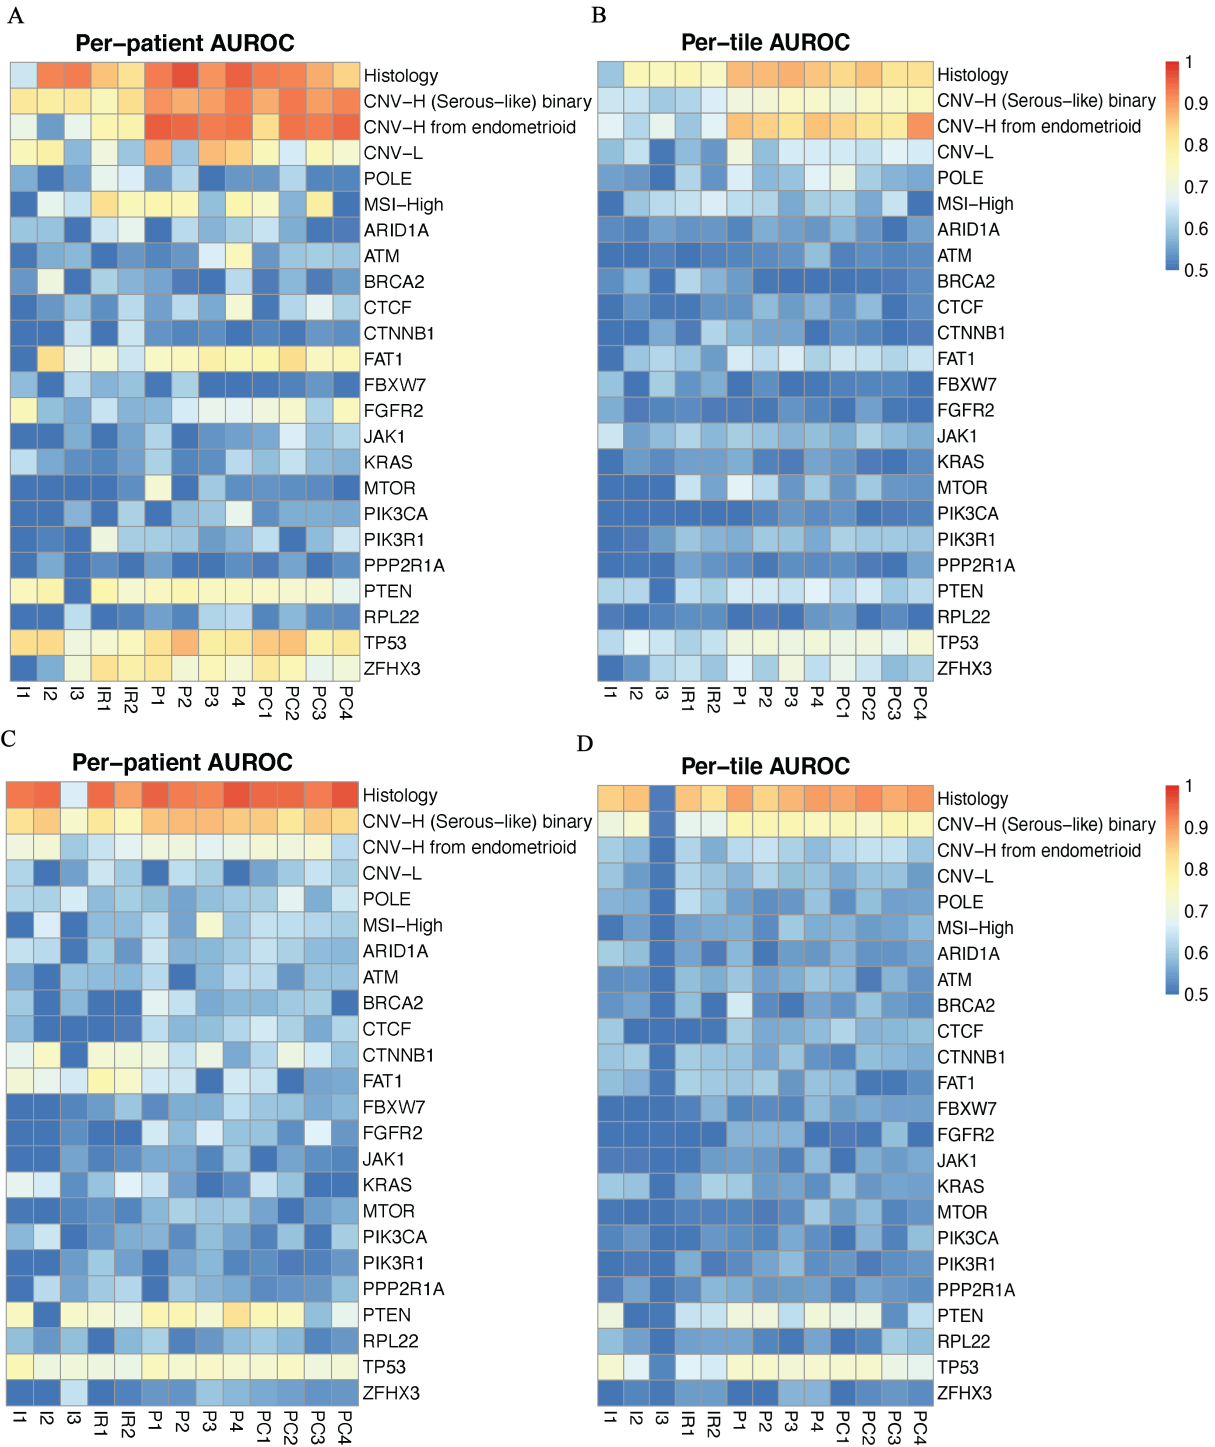 A
Per-patient AUROC
Histology
CNV-H (Serous-like) binary
CNV-H from endometrioid
CNV-L
POLE
MSI-High
ARID1A
ATM
BRCA2
CTCF
CTNNB1
FAT1
FBXW7
FGFR2
JAK1
KRAS
MTOR
PIK3CA
PIK3R1
PPP2R1A
PTEN
RPL22
TP53
ZFHX3
I1 I2 I3 IR1 IR2 P1 P2 P3 P4 PC1 PC2 PC3 PC4
B
Per-tile AUROC
Histology
CNV-H (Serous-like) binary
CNV-H from endometrioid
CNV-L
POLE
MSI-High
ARID1A
ATM
BRCA2
CTCF
CTNNB1
FAT1
FBXW7
FGFR2
JAK1
KRAS
MTOR
PIK3CA
PIK3R1
PPP2R1A
PTEN
RPL22
TP53
ZFHX3
I1 I2 I3 IR1 IR2 P1 P2 P3 P4 PC1 PC2 PC3 PC4
1
0.9
0.8
0.7
0.6
0.5
C
Per-patient AUROC
Histology
CNV-H (Serous-like) binary
CNV-H from endometrioid
CNV-L
POLE
MSI-High
ARID1A
ATM
BRCA2
CTCF
CTNNB1
FAT1
FBXW7
FGFR2
JAK1
KRAS
MTOR
PIK3CA
PIK3R1
PPP2R1A
PTEN
RPL22
TP53
ZFHX3
I1 I2 I3 IR1 IR2 P1 P2 P3 P4 PC1 PC2 PC3 PC4
D
Per-tile AUROC
Histology
CNV-H (Serous-like) binary
CNV-H from endometrioid
CNV-L
POLE
MSI-High
ARID1A
ATM
BRCA2
CTCF
CTNNB1
FAT1
FBXW7
FGFR2
JAK1
KRAS
MTOR
PIK3CA
PIK3R1
PPP2R1A
PTEN
RPL22
TP53
ZFHX3
I1 I2 I3 IR1 IR2 P1 P2 P3 P4 PC1 PC2 PC3 PC4
1
0.9
0.8
0.7
0.6
0.5